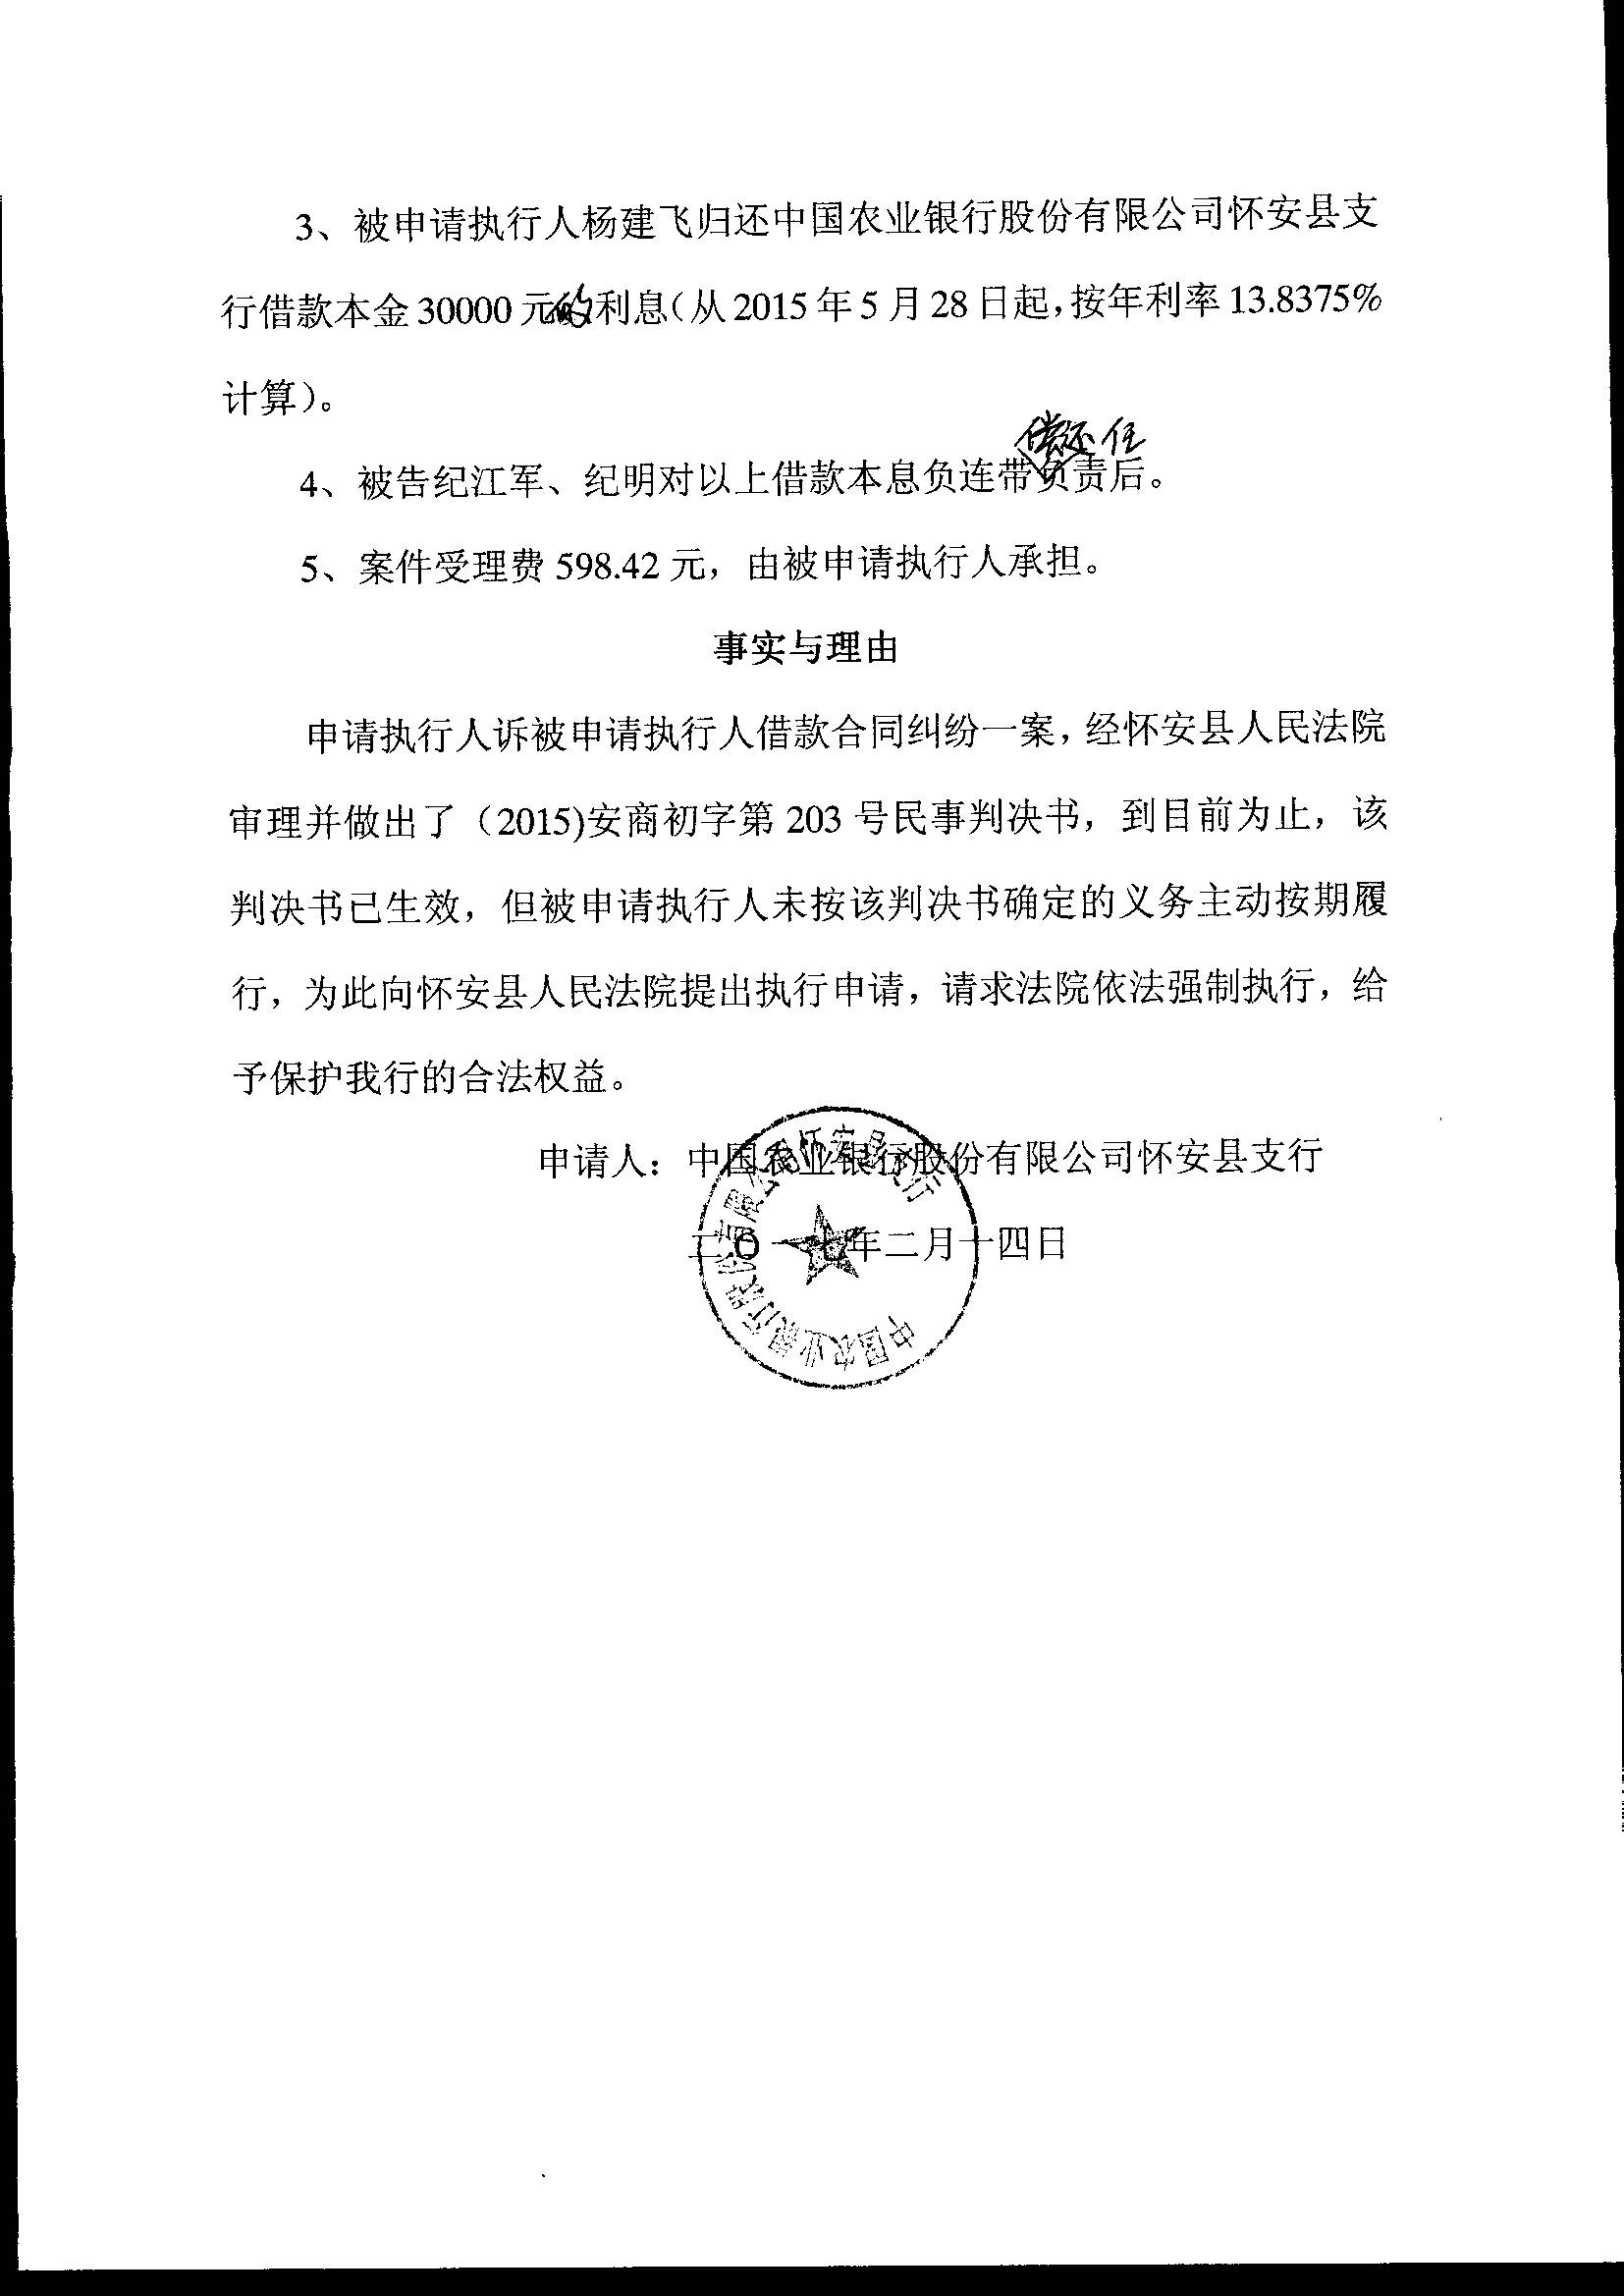 3、被申请执行人杨建飞归还中国农业银行股份有限公司怀安县支
行借款本金30000元的利息(从2015年5月28日起,按年利率13.8375%
计算)。
偿还 任
4、被告纪江军、纪明对以上借款本息负连带负责后。
5、案件受理费 598.42 元，由被申请执行人承担。
事实与理由
申请执行人诉被申请执行人借款合同纠纷一案，经怀安县人民法院
审理并做出了（2015)安商初字第 203 号民事判决书，到目前为止，该
判决书已生效，但被申请执行人未按该判决书确定的义务主动按期履
行，为此向怀安县人民法院提出执行申请，请求法院依法强制执行，给
予保护我行的合法权益。
申请人：中国农业银行股份有限公司怀安县支行
二〇一七年二月十四日
中国农业银行股份有限公司怀安县支行